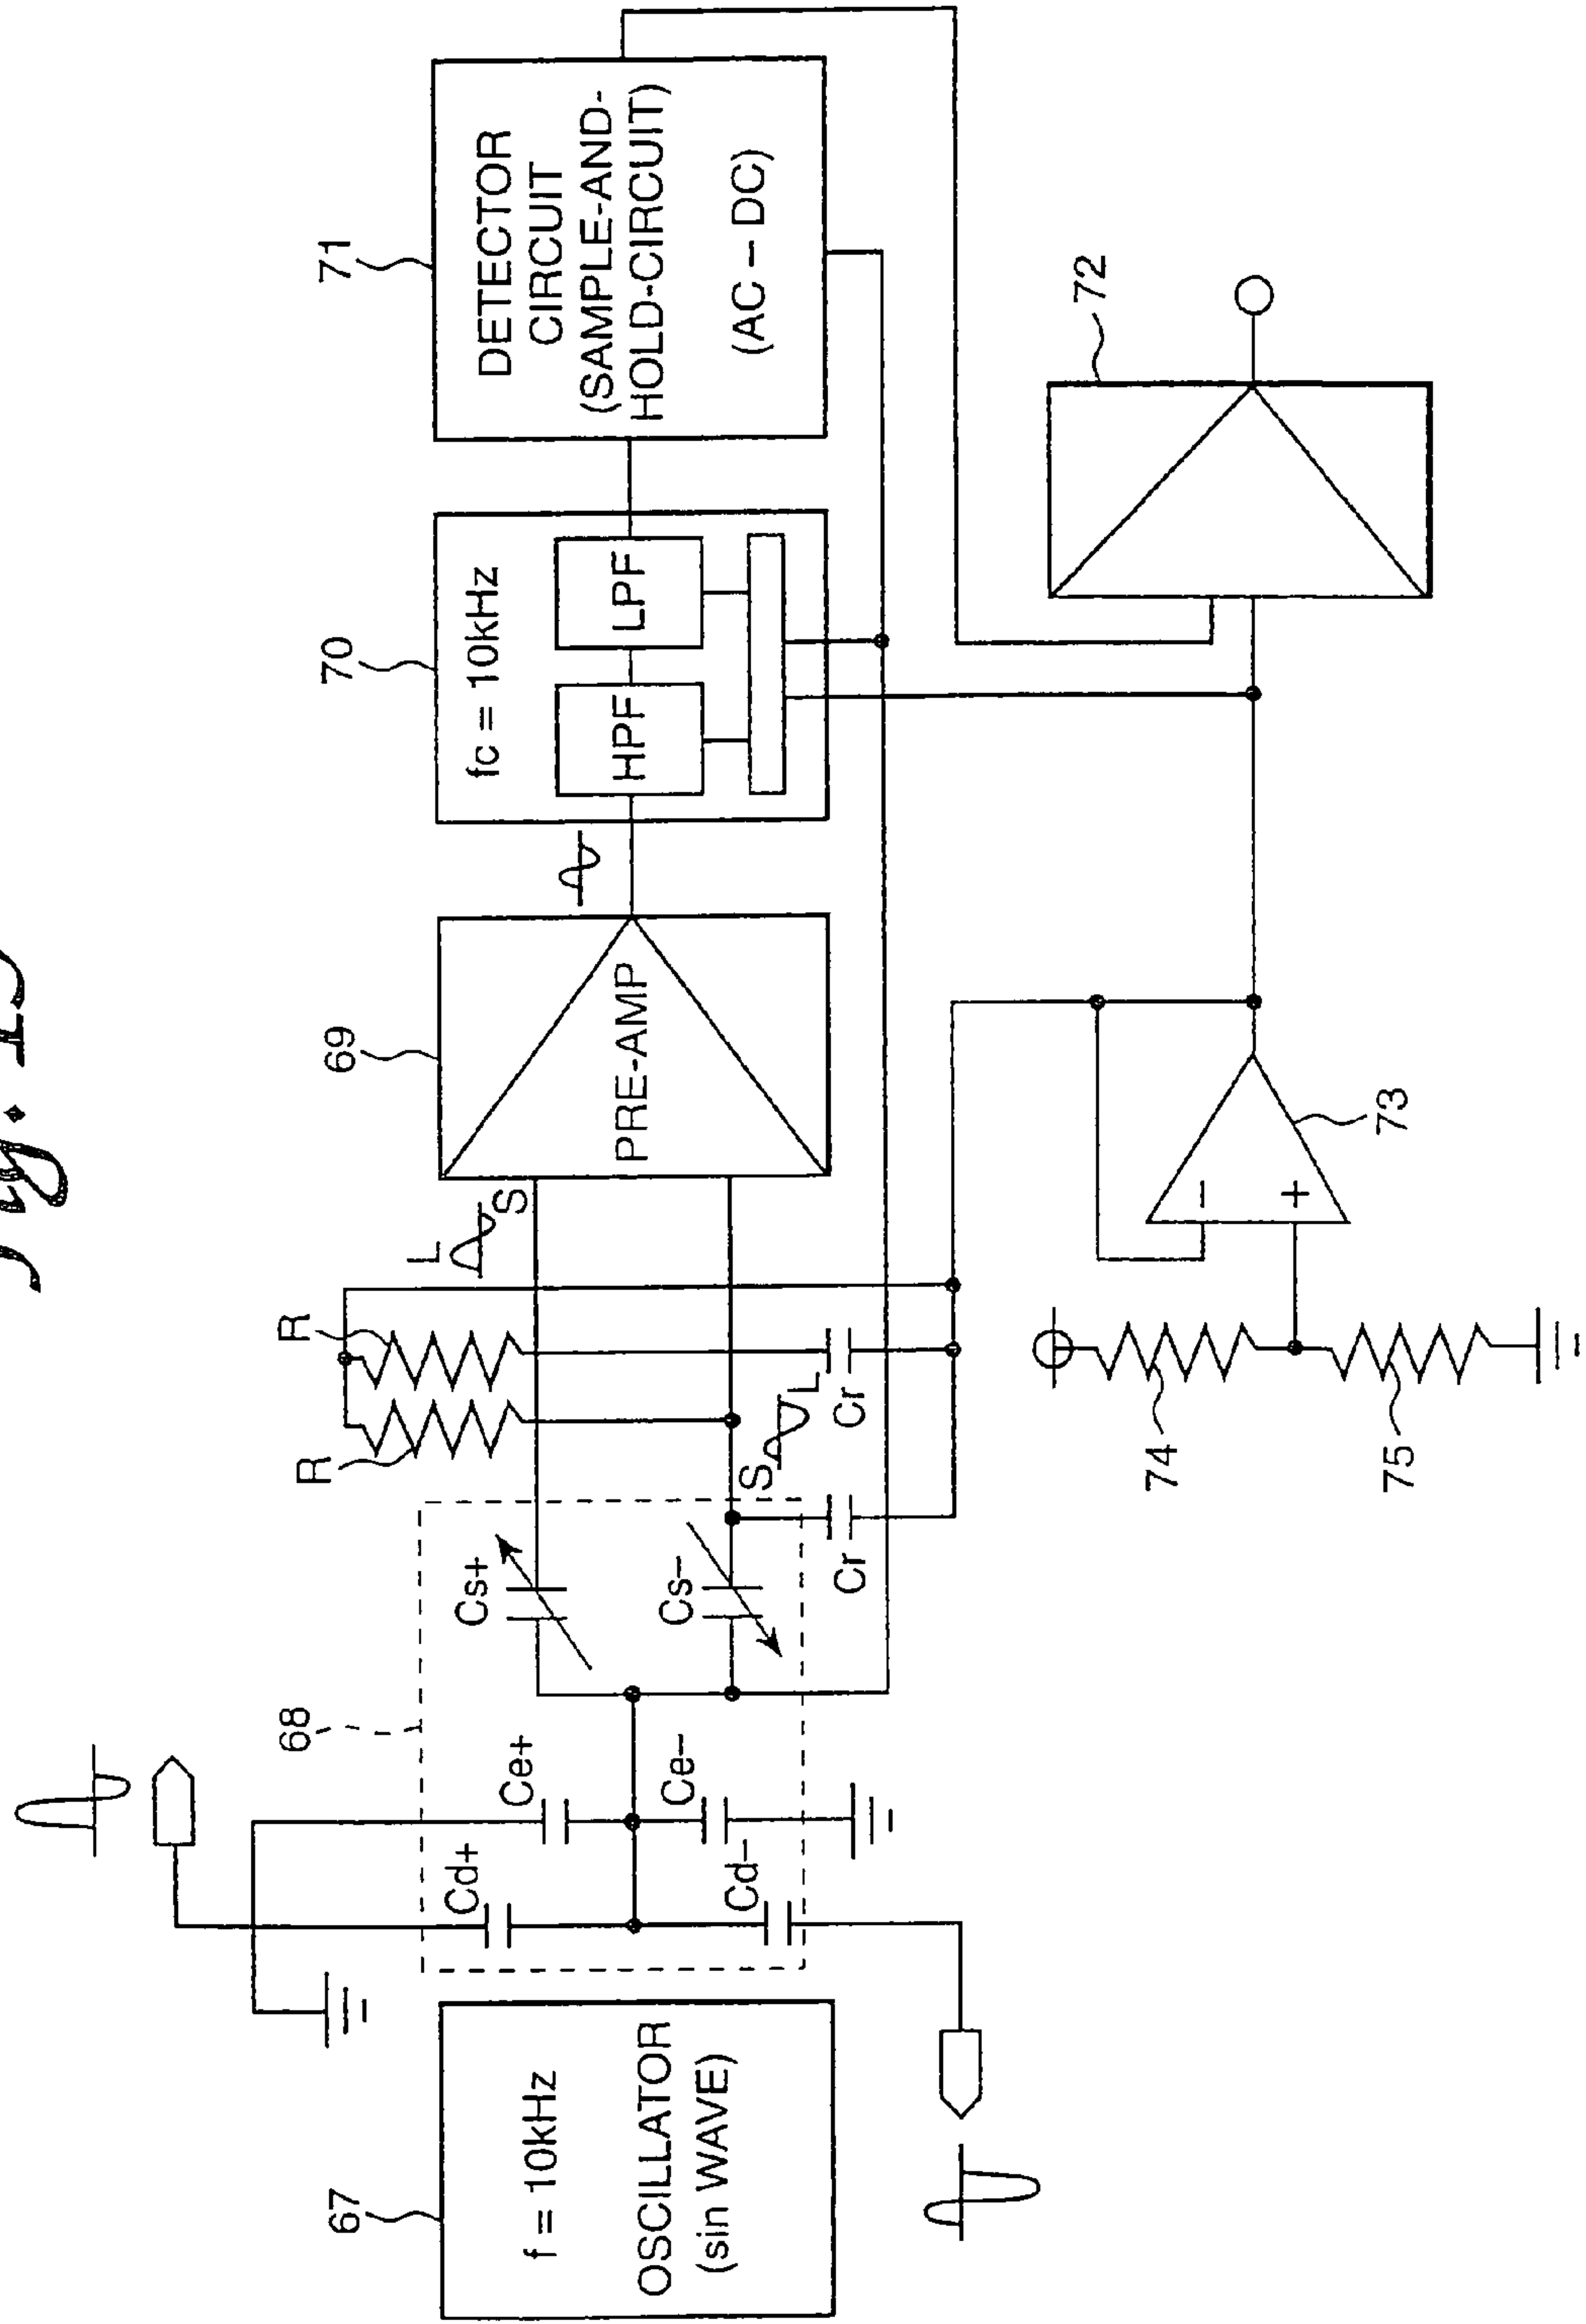 67
f = 10kHz
OSCILLATOR
(sin WAVE)
68
Cd+
Cd−
Ce+
Ce−
Cs+
Cs−
Cr
Cr
R
R
S
L
L
S
69
PRE-AMP
70
fc = 10kHz
HPF
LPF
71
DETECTOR
CIRCUIT
(SAMPLE-AND-
HOLD-CIRCUIT)
(AC – DC)
72
73
−
+
74
75